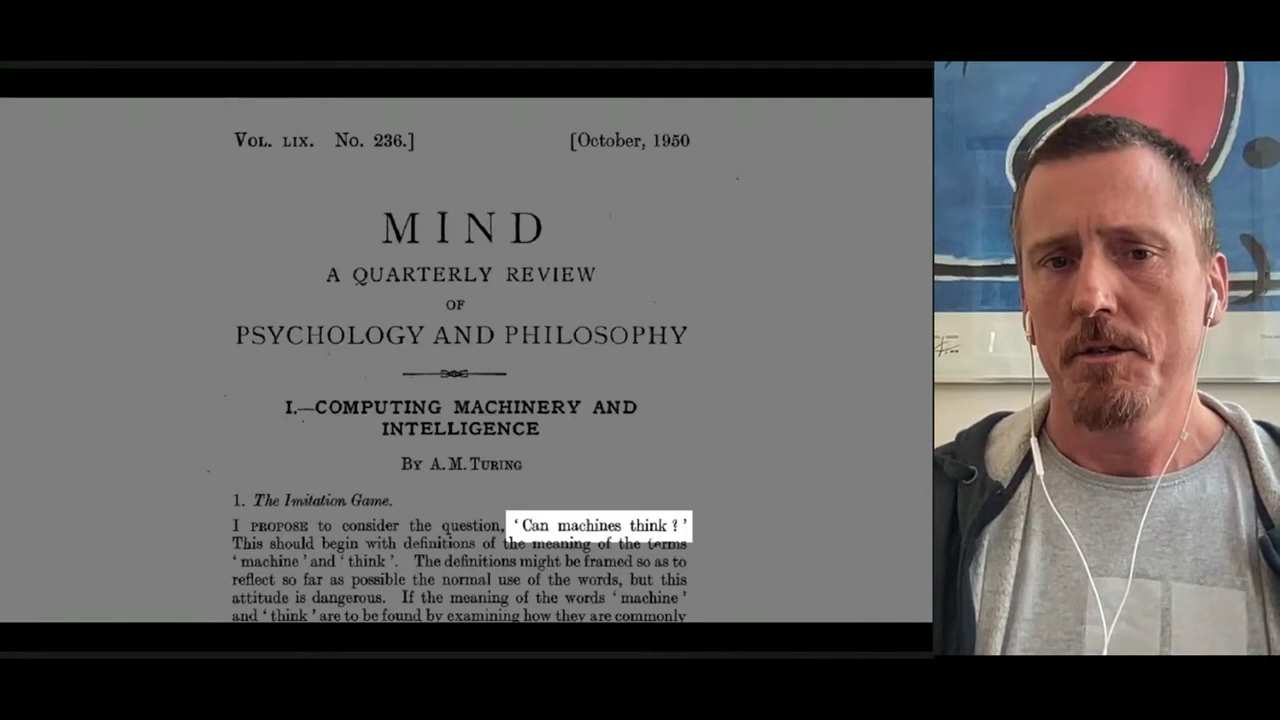 VOL. LIX. No. 236.] [October, 1950
MIND
A QUARTERLY REVIEW
OF
PSYCHOLOGY AND PHILOSOPHY
I.—COMPUTING MACHINERY AND
INTELLIGENCE
BY A. M. TURING
1. The Imitation Game.
I PROPOSE to consider the question, ‘Can machines think?’
This should begin with definitions of the meaning of the terms
‘machine’ and ‘think’. The definitions might be framed so as to
reflect so far as possible the normal use of the words, but this
attitude is dangerous. If the meaning of the words ‘machine’
and ‘think’ are to be found by examining how they are commonly